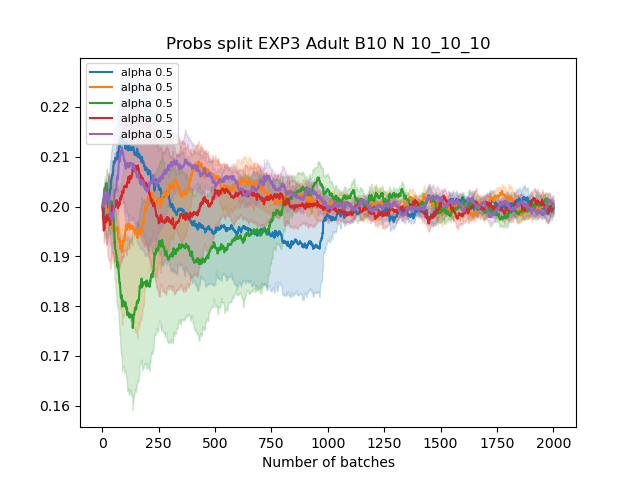 Probs split EXP3 Adult B10 N 10_10_10
alpha 0.5
alpha 0.5
alpha 0.5
alpha 0.5
alpha 0.5
0.22
0.21
0.20
0.19
0.18
0.17
0.16
0 250 500 750 1000 1250 1500 1750 2000
Number of batches